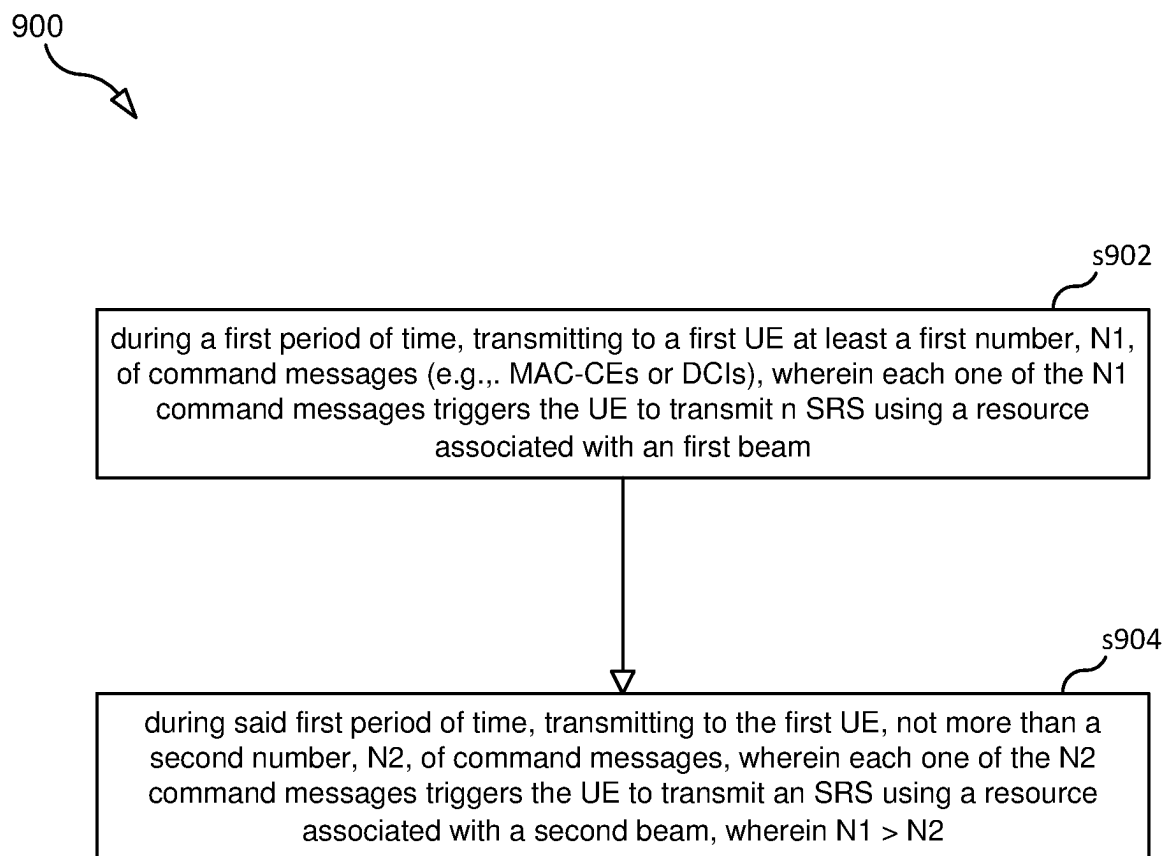 900
s902
during a first period of time, transmitting to a first UE at least a first number, N1,
of command messages (e.g.,. MAC-CEs or DCIs), wherein each one of the N1
command messages triggers the UE to transmit n SRS using a resource
associated with an first beam
s904
during said first period of time, transmitting to the first UE, not more than a
second number, N2, of command messages, wherein each one of the N2
command messages triggers the UE to transmit an SRS using a resource
associated with a second beam, wherein N1 > N2